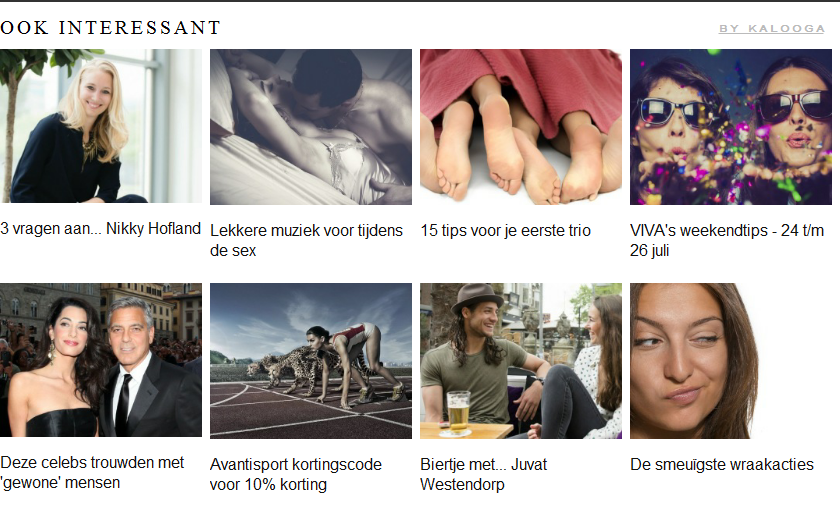 OOK INTERESSANT
BY KALOOGA
3 vragen aan... Nikky Hofland
Lekkere muziek voor tijdens
de sex
15 tips voor je eerste trio
VIVA's weekendtips - 24 t/m
26 juli
Deze celebs trouwden met
'gewone' mensen
Avantisport kortingscode
voor 10% korting
Biertje met... Juvat
Westendorp
De smeuïgste wraakacties